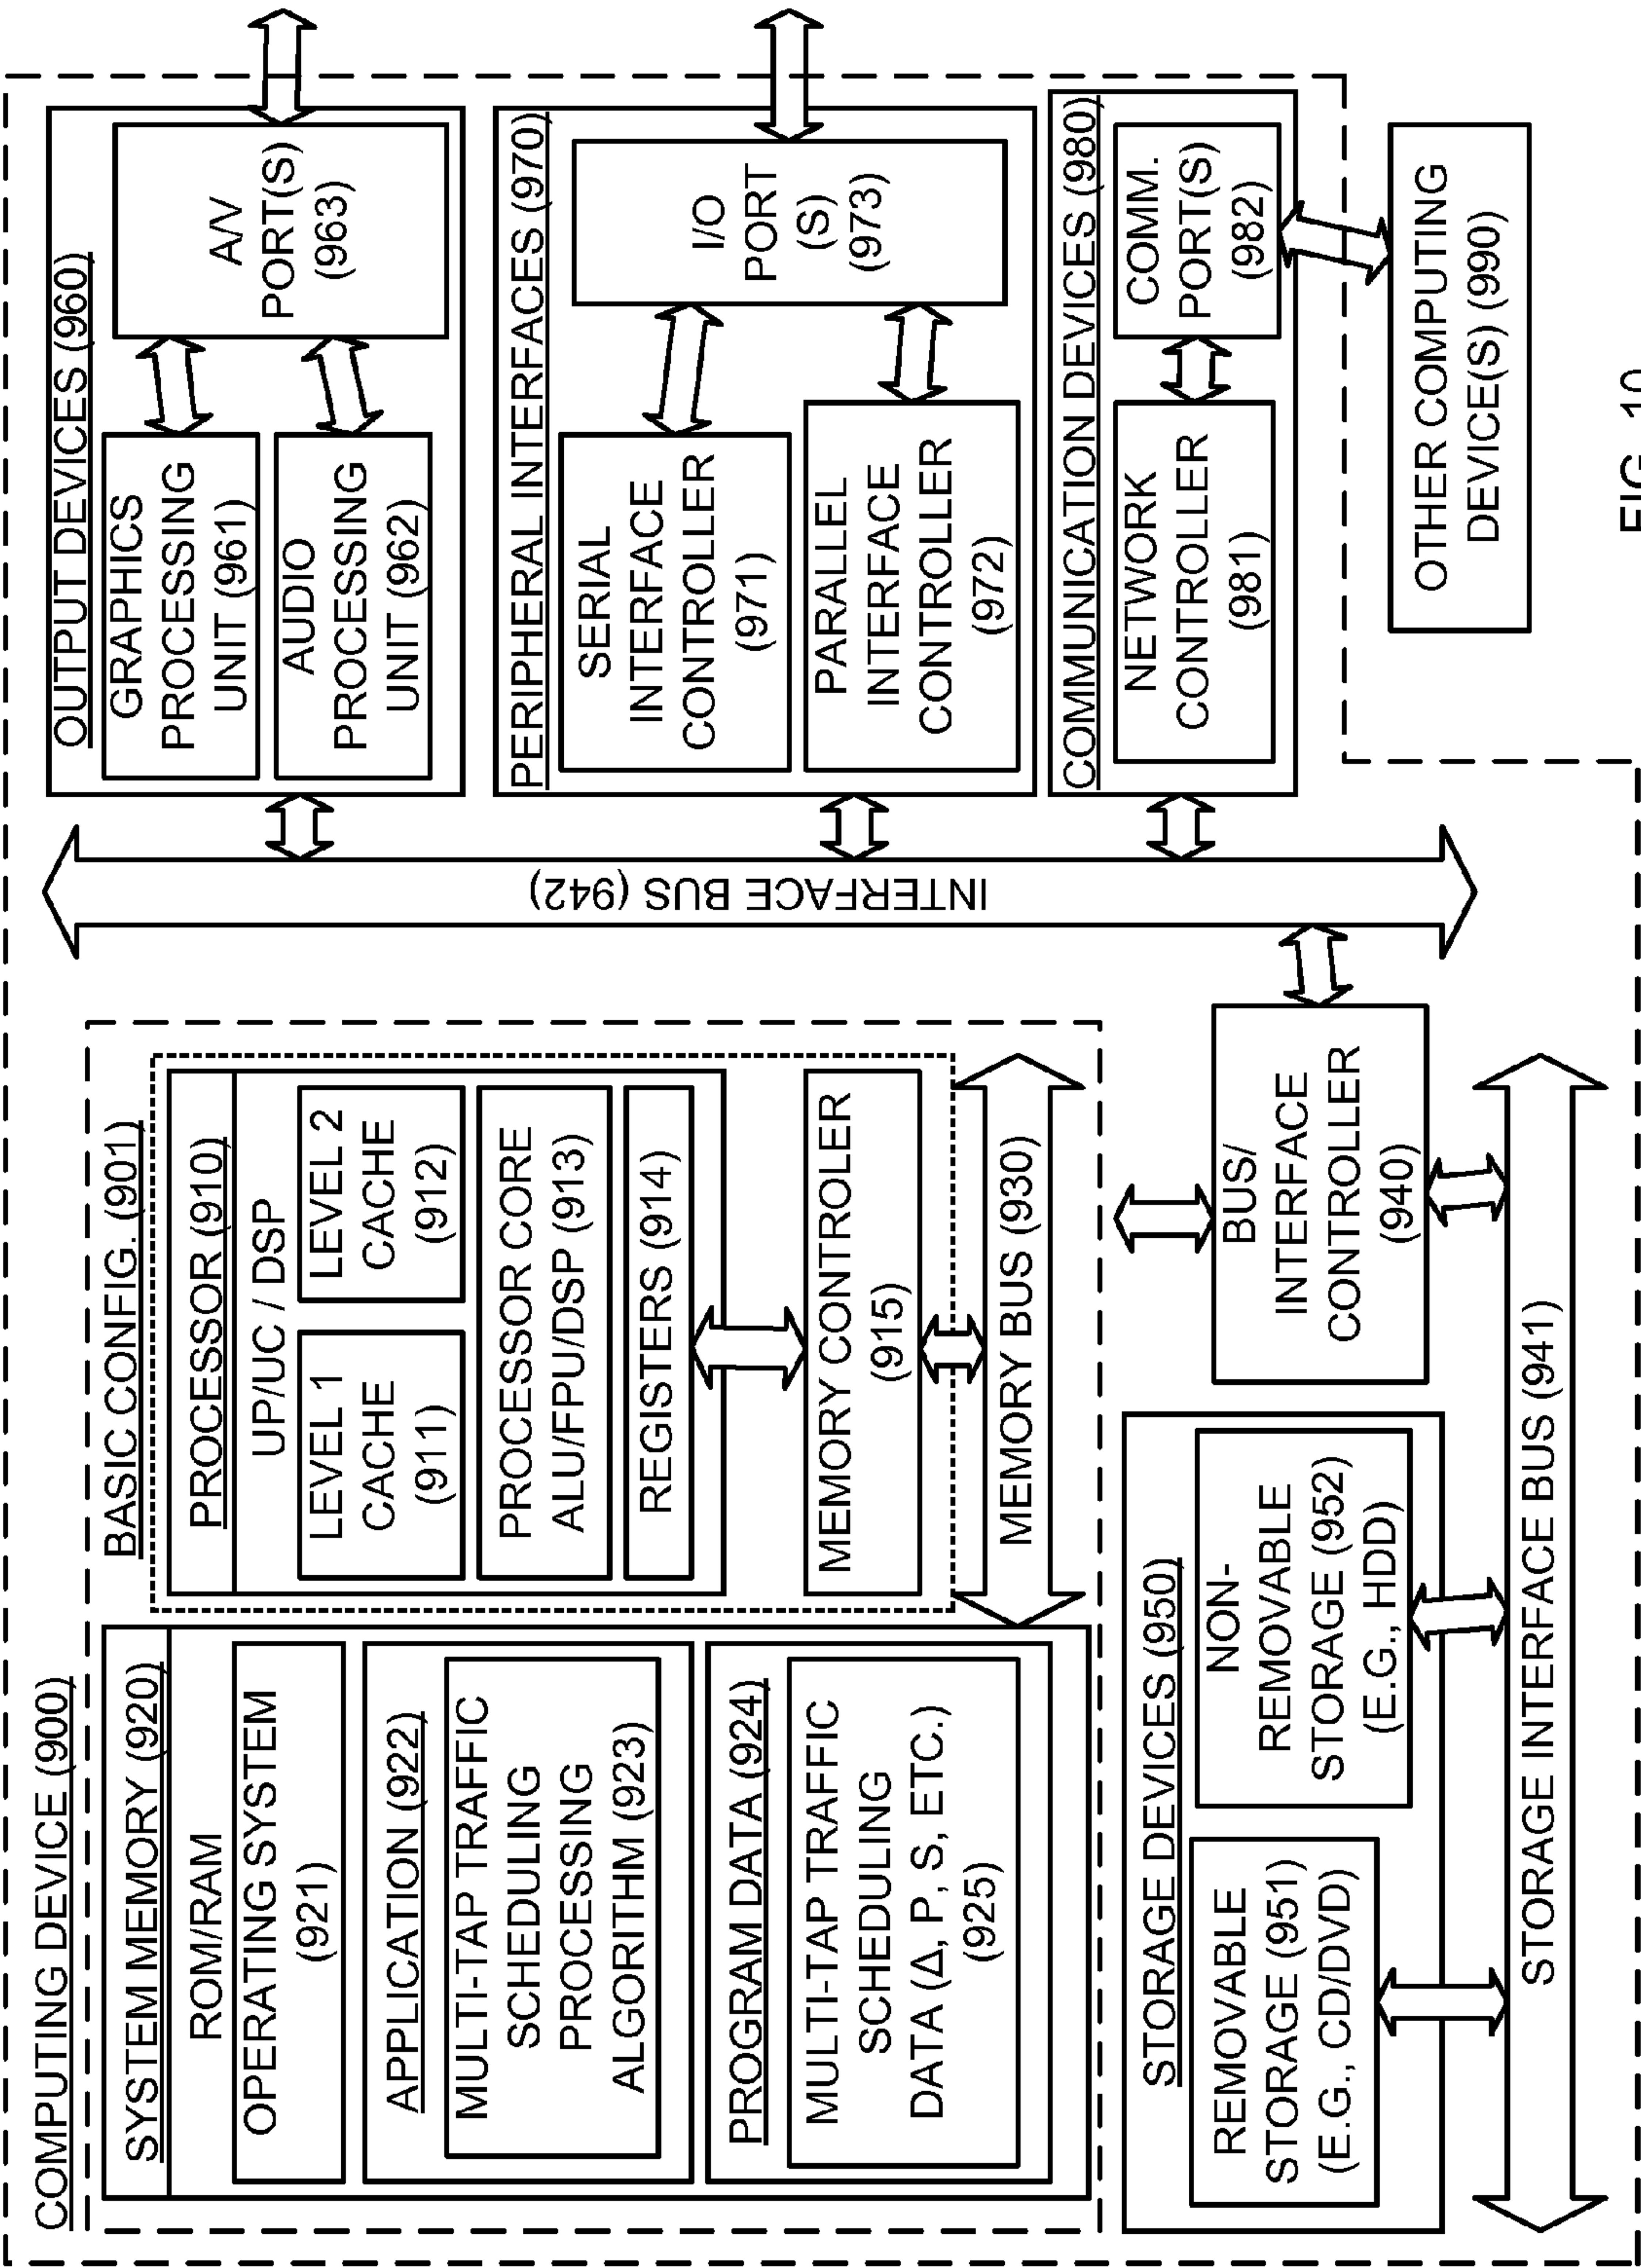 COMPUTING DEVICE (900)
BASIC CONFIG. (901)
SYSTEM MEMORY (920)
ROM/RAM
OPERATING SYSTEM
(921)
APPLICATION (922)
MULTI-TAP TRAFFIC
SCHEDULING
PROCESSING
ALGORITHM (923)
PROGRAM DATA (924)
MULTI-TAP TRAFFIC
SCHEDULING
DATA (Δ, P, S, ETC.)
(925)
PROCESSOR (910)
UP/UC / DSP
LEVEL 1
CACHE
(911)
LEVEL 2
CACHE
(912)
PROCESSOR CORE
ALU/FPU/DSP (913)
REGISTERS (914)
MEMORY CONTROLER
(915)
MEMORY BUS (930)
STORAGE DEVICES (950)
REMOVABLE
STORAGE (951)
(E.G., CD/DVD)
NON-
REMOVABLE
STORAGE (952)
(E.G., HDD)
BUS/
INTERFACE
CONTROLLER
(940)
STORAGE INTERFACE BUS (941)
INTERFACE BUS (942)
OUTPUT DEVICES (960)
GRAPHICS
PROCESSING
UNIT (961)
AUDIO
PROCESSING
UNIT (962)
A/V
PORT(S)
(963)
PERIPHERAL INTERFACES (970)
SERIAL
INTERFACE
CONTROLLER
(971)
PARALLEL
INTERFACE
CONTROLLER
(972)
I/O
PORT
(S)
(973)
COMMUNICATION DEVICES (980)
NETWORK
CONTROLLER
(981)
COMM.
PORT(S)
(982)
OTHER COMPUTING
DEVICE(S) (990)
FIG. 10